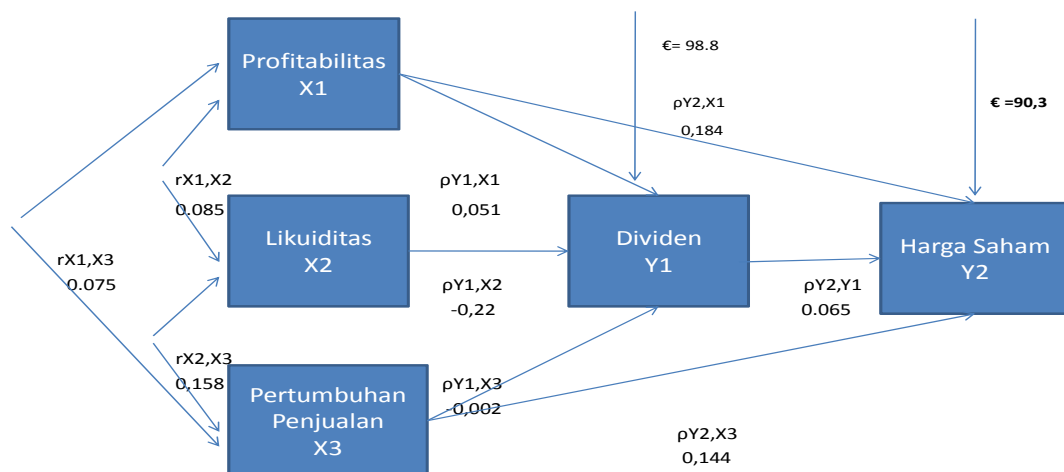 Profitabilitas
X1
€= 98.8
ρY2,X1
0,184
€ =90,3
rX1,X2
0.085
ρY1,X1
0,051
Likuiditas
X2
Dividen
Y1
Harga Saham
Y2
rX1,X3
0.075
ρY1,X2
-0,22
ρY2,Y1
0.065
rX2,X3
0,158
Pertumbuhan
Penjualan
X3
ρY1,X3
-0,002
ρY2,X3
0,144